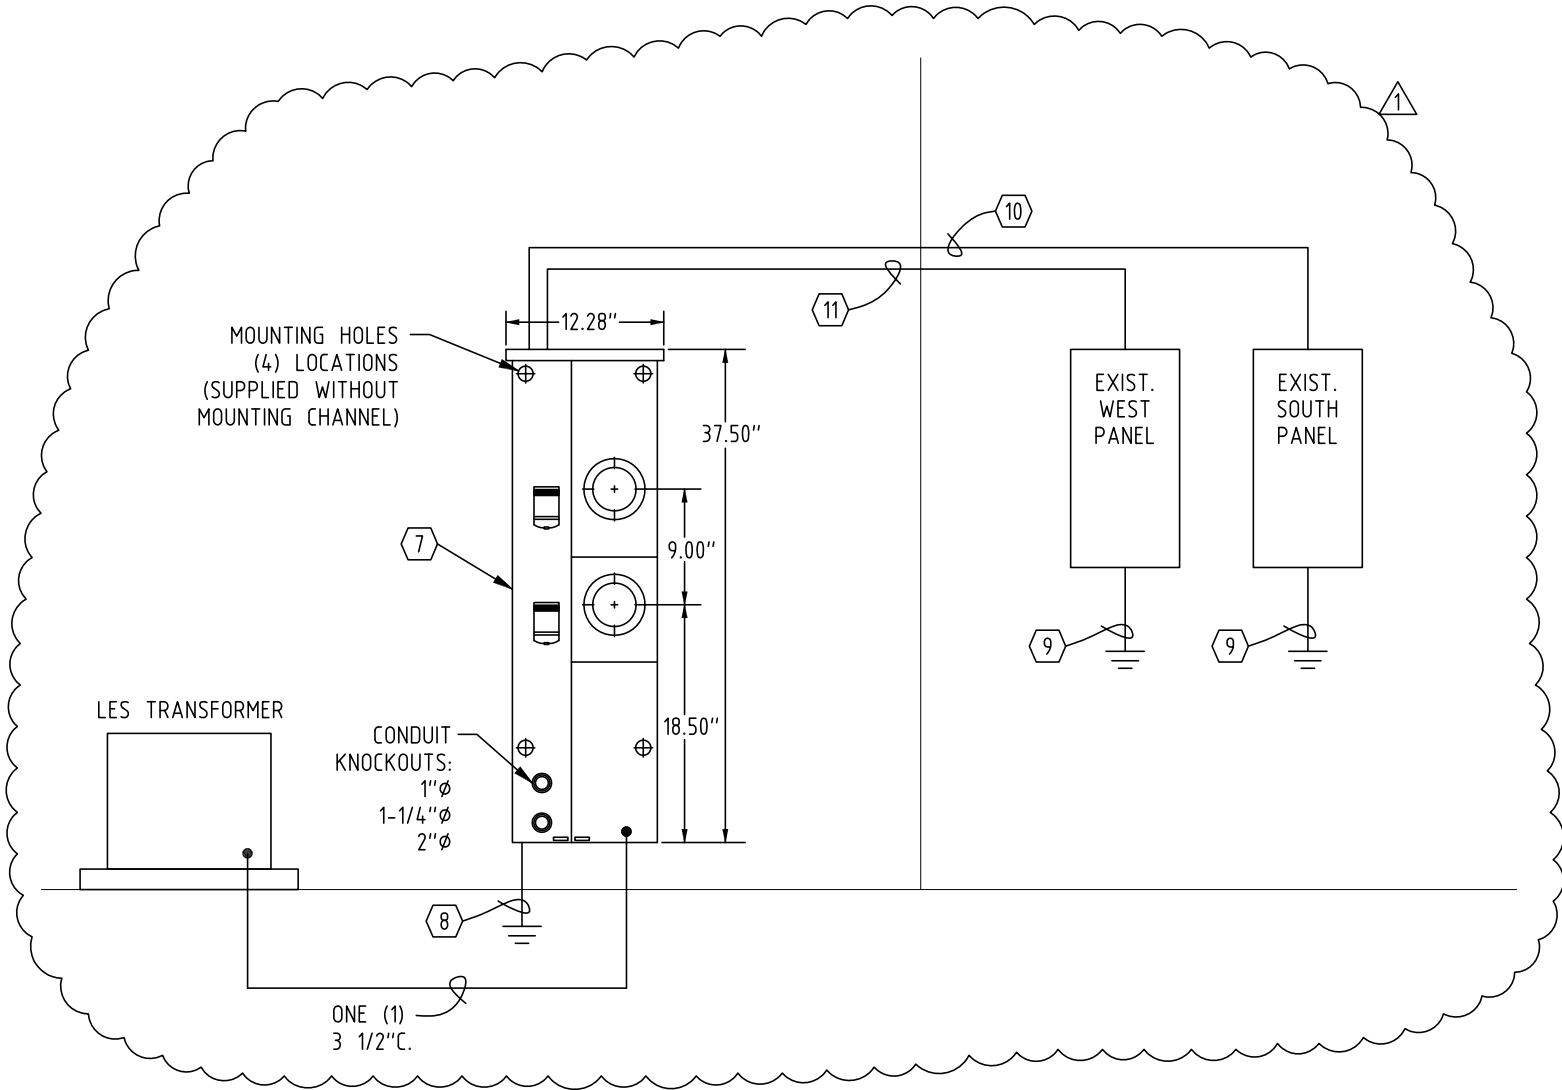 1
10
11
12.28"
MOUNTING HOLES
(4) LOCATIONS
(SUPPLIED WITHOUT
MOUNTING CHANNEL)
37.50"
EXIST.
WEST
PANEL
EXIST.
SOUTH
PANEL
7
9.00"
9
9
LES TRANSFORMER
18.50"
CONDUIT
KNOCKOUTS:
1"Ø
1-1/4"Ø
2"Ø
8
ONE (1)
3 1/2"C.